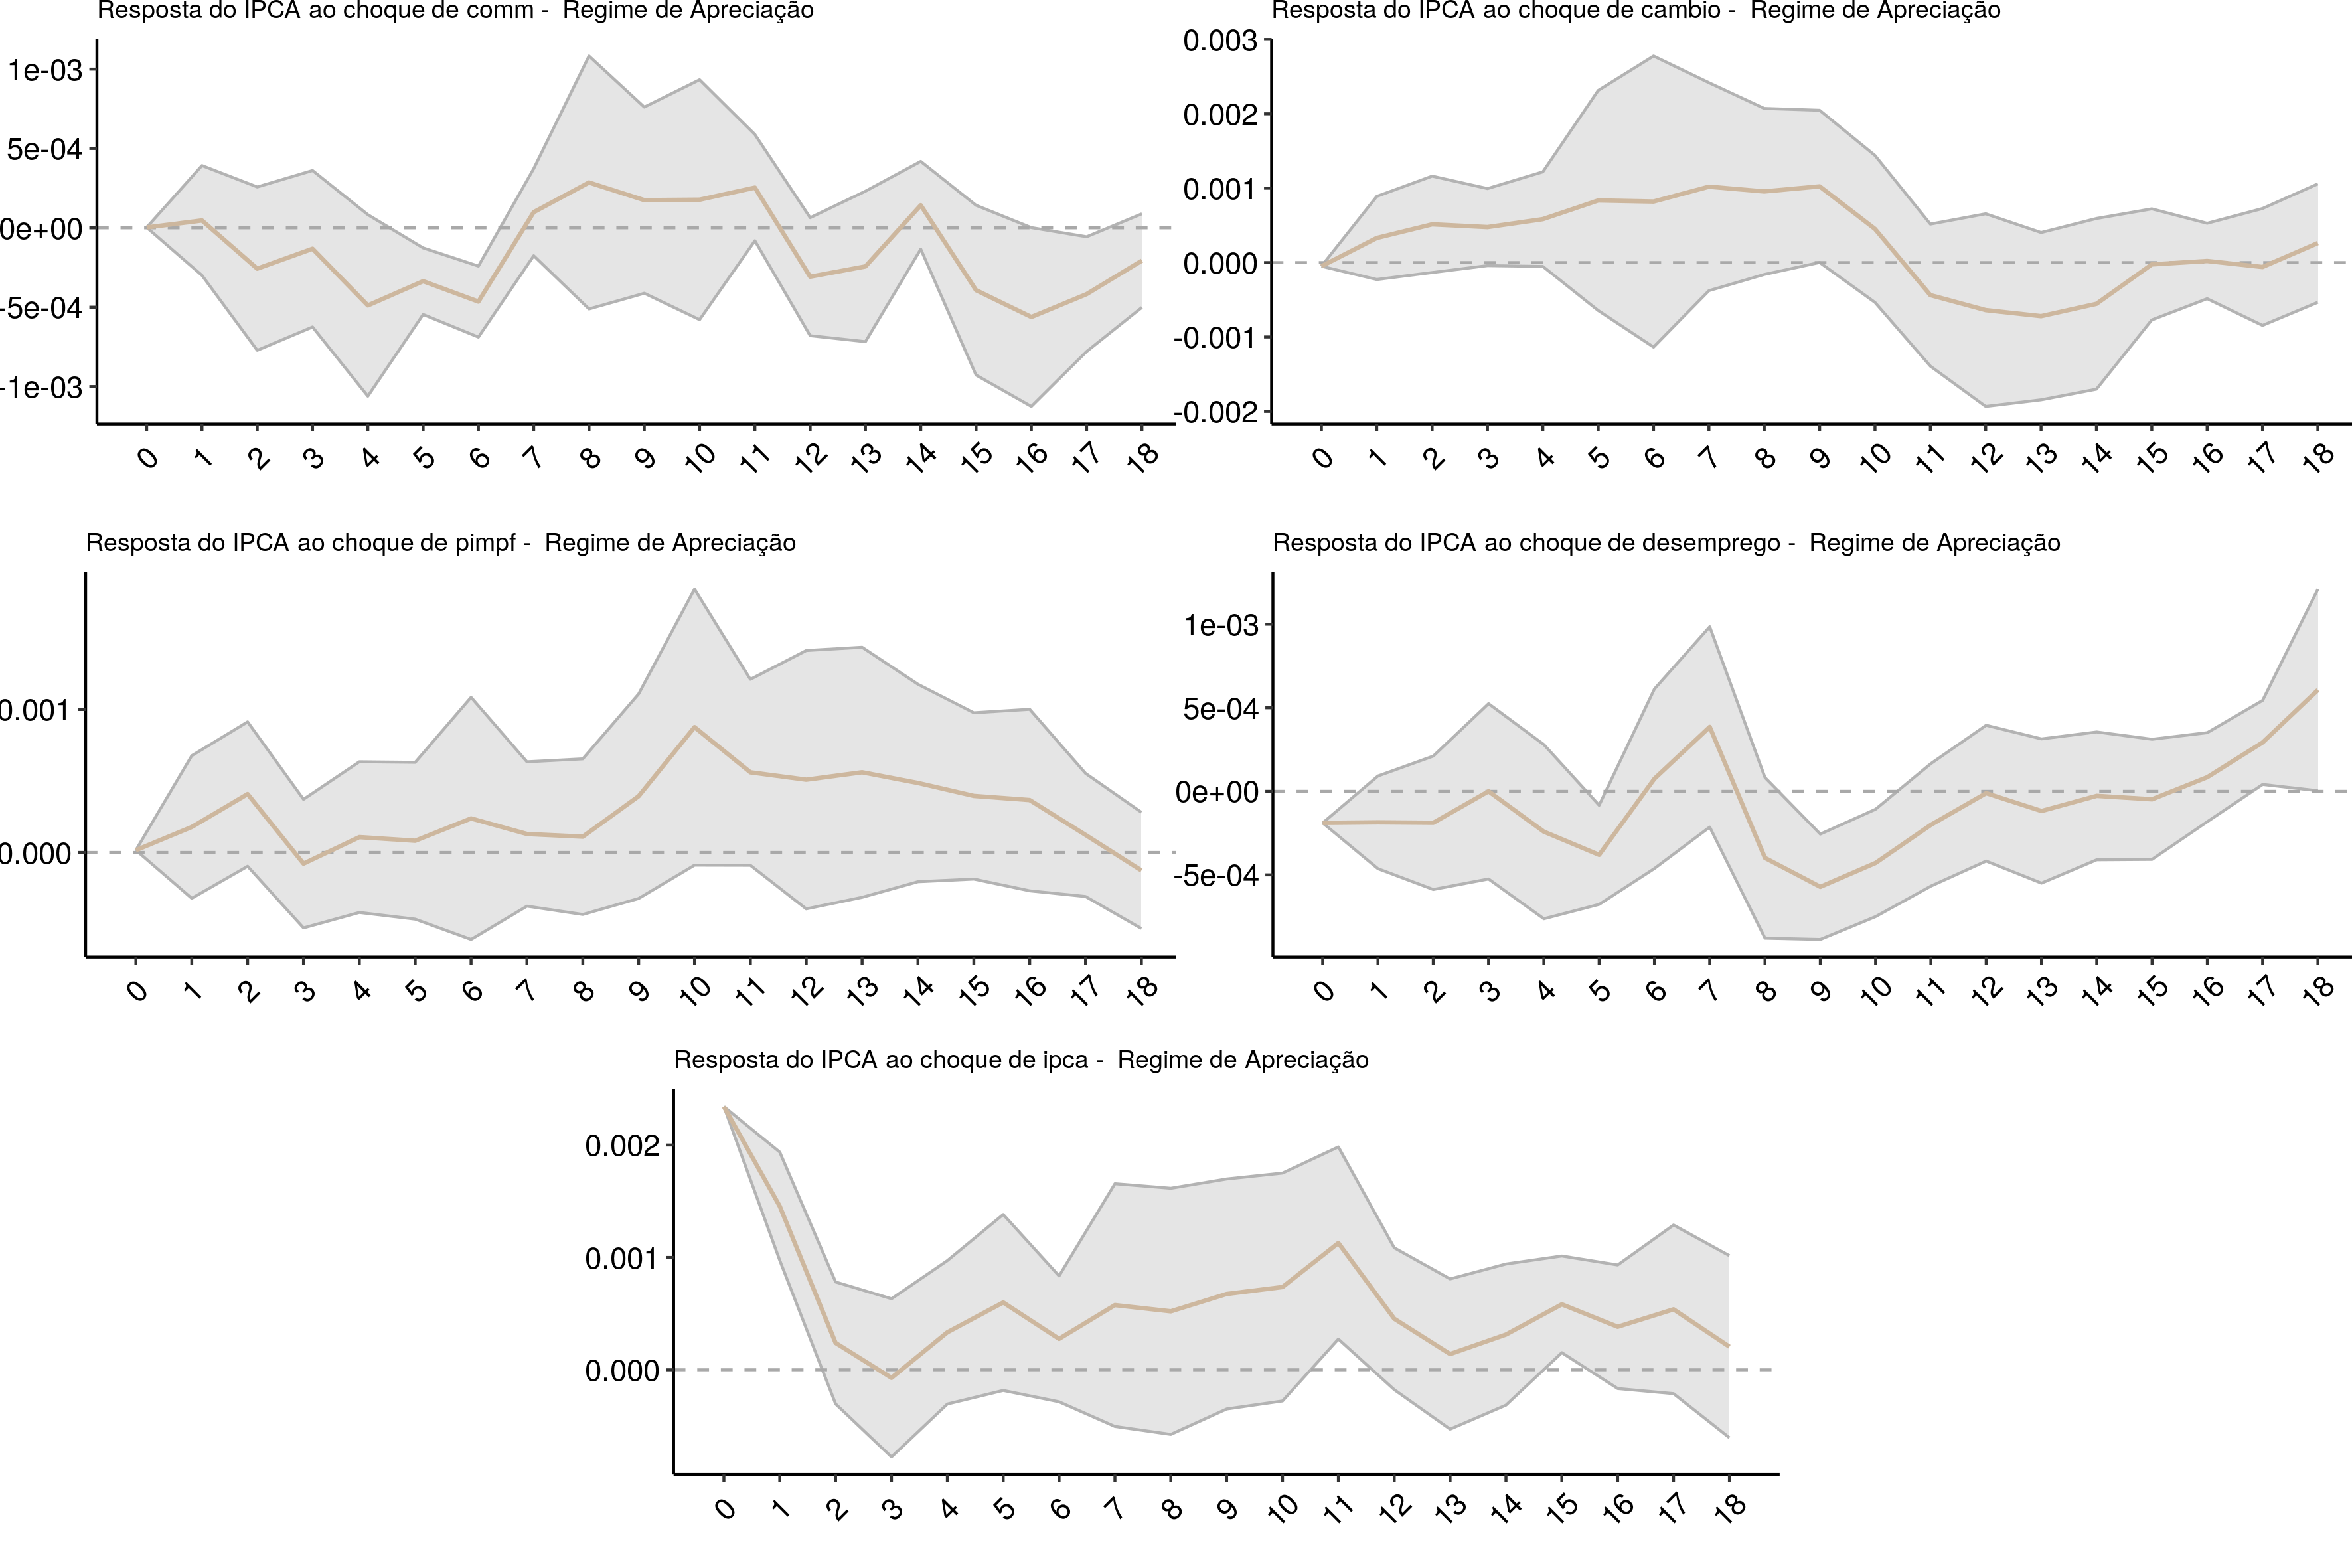 Resposta do IPCA ao choque de comm -  Regime de Apreciação
1e-03
5e-04
0e+00
-5e-04
-1e-03
0 1 2 3 4 5 6 7 8 9 10 11 12 13 14 15 16 17 18
Resposta do IPCA ao choque de cambio -  Regime de Apreciação
0.003
0.002
0.001
0.000
-0.001
-0.002
0 1 2 3 4 5 6 7 8 9 10 11 12 13 14 15 16 17 18
Resposta do IPCA ao choque de pimpf -  Regime de Apreciação
0.001
0.000
0 1 2 3 4 5 6 7 8 9 10 11 12 13 14 15 16 17 18
Resposta do IPCA ao choque de desemprego -  Regime de Apreciação
1e-03
5e-04
0e+00
-5e-04
0 1 2 3 4 5 6 7 8 9 10 11 12 13 14 15 16 17 18
Resposta do IPCA ao choque de ipca -  Regime de Apreciação
0.002
0.001
0.000
0 1 2 3 4 5 6 7 8 9 10 11 12 13 14 15 16 17 18